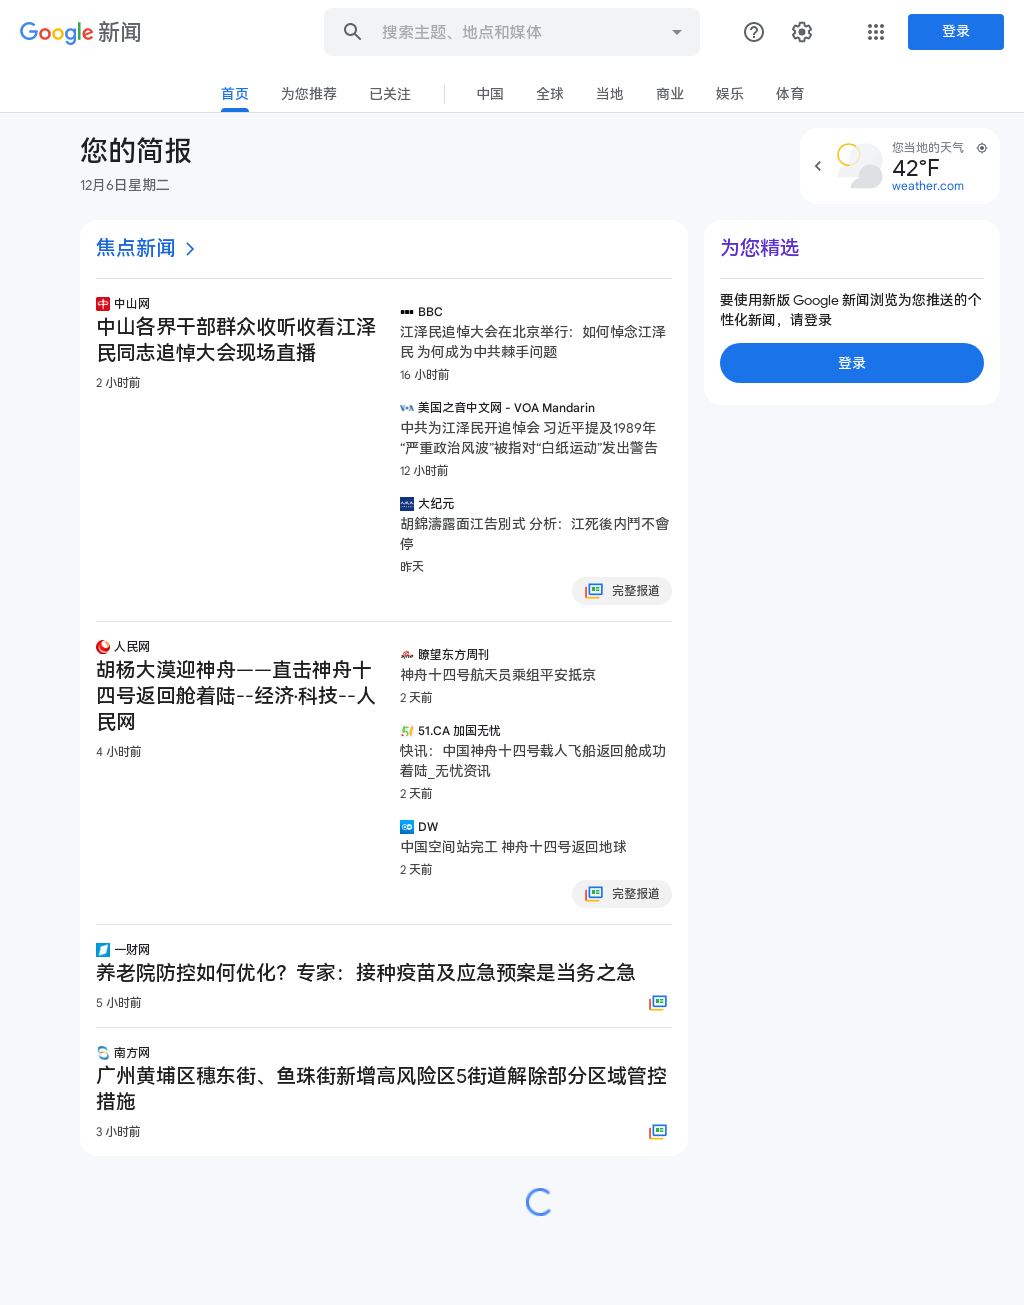 Google 新闻
搜索主题、地点和媒体
登录
首页
为您推荐
已关注
中国
全球
当地
商业
娱乐
体育
您的简报
12月6日星期二
您当地的天气
42°F
weather.com
焦点新闻
中山网
中山各界干部群众收听收看江泽
民同志追悼大会现场直播
2 小时前
BBC
江泽民追悼大会在北京举行：如何悼念江泽
民 为何成为中共棘手问题
16 小时前
美国之音中文网 - VOA Mandarin
中共为江泽民开追悼会 习近平提及1989年
“严重政治风波”被指对“白纸运动”发出警告
12 小时前
大纪元
胡錦濤露面江告別式 分析：江死後内鬥不會
停
昨天
完整报道
人民网
胡杨大漠迎神舟——直击神舟十
四号返回舱着陆--经济·科技--人
民网
4 小时前
瞭望东方周刊
神舟十四号航天员乘组平安抵京
2 天前
51.CA 加国无忧
快讯：中国神舟十四号载人飞船返回舱成功
着陆_无忧资讯
2 天前
DW
中国空间站完工 神舟十四号返回地球
2 天前
完整报道
一财网
养老院防控如何优化？专家：接种疫苗及应急预案是当务之急
5 小时前
南方网
广州黄埔区穗东街、鱼珠街新增高风险区5街道解除部分区域管控
措施
3 小时前
为您精选
要使用新版 Google 新闻浏览为您推送的个
性化新闻，请登录
登录